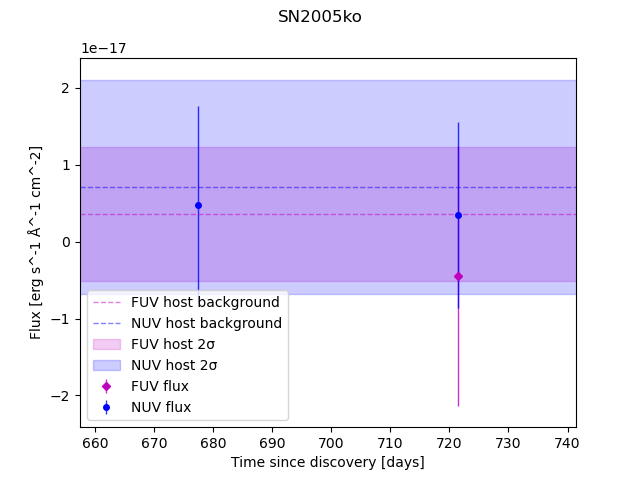 SN2005ko
1e−17
2
1
0
−1
−2
Flux [erg s^-1 Å^-1 cm^-2]
FUV host background
NUV host background
FUV host 2σ
NUV host 2σ
FUV flux
NUV flux
660 670 680 690 700 710 720 730 740
Time since discovery [days]